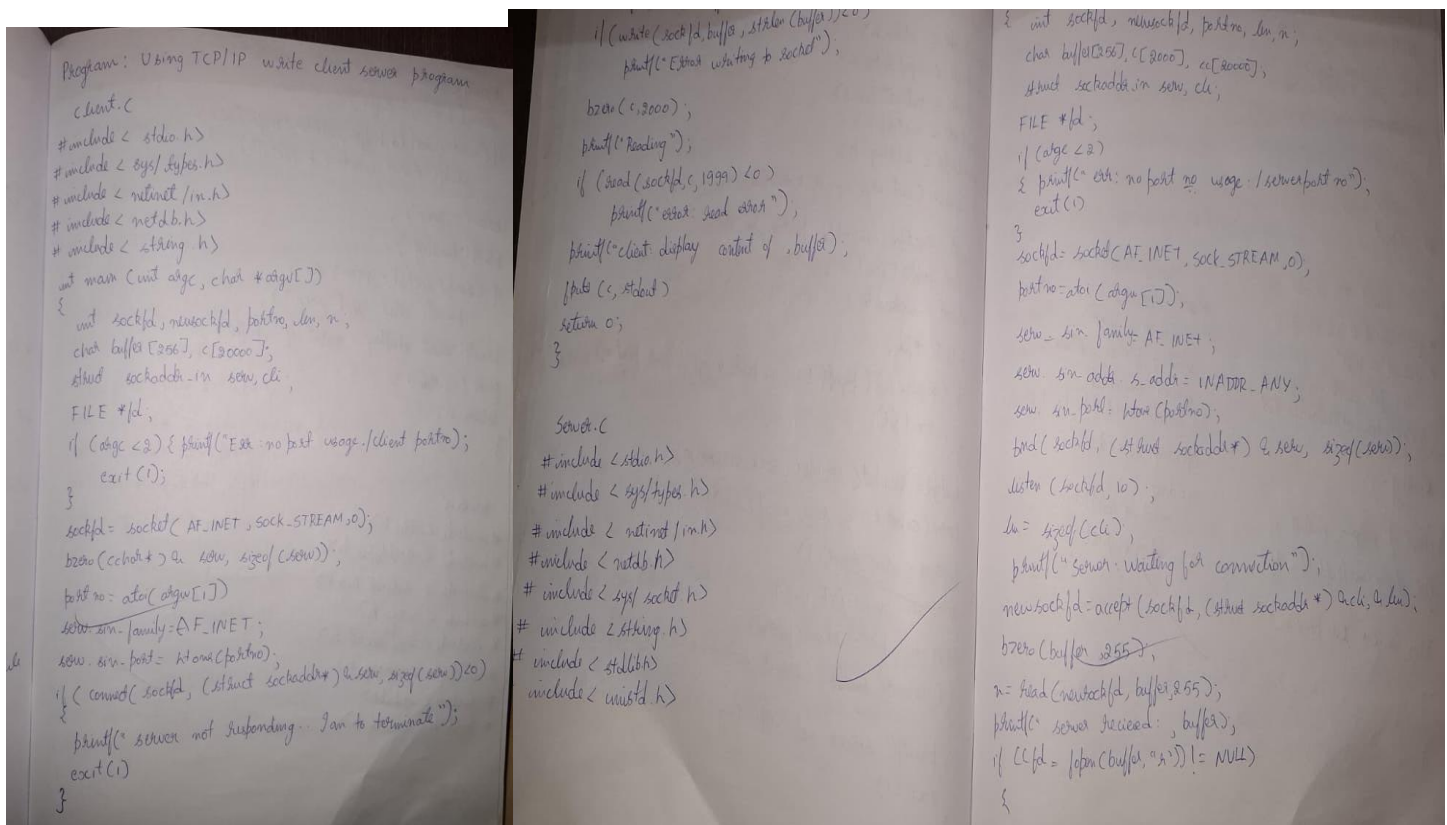 Program: Using TCP/IP write client server program
client.c
#include < stdio.h>
#include < sys/ types.h>
#include < netinet /in.h>
# include < netdb.h>
# include < string.h>
int main (int argc, char *argv[])
{
int sockfd, newsockfd, portno, len, n,
char buffer [256], c[20000];
struct sockaddr_in serv, cli;
FILE *fd;
if (argc <2) { printf("Err : no port usage ./client portno);
exit (1);
}
sockfd = socket( AF_INET, SOCK_STREAM,0);
bzero((char*) & serv, sizeof(serv));
portno = atoi(argv[1])
serv.sin_family = AF_INET;
serv. sin_port = htons(portno);
if ( connect( sockfd, (struct sockaddr*) & serv, sizeof(serv))<0)
{
printf(" server not responding... I am to terminate");
exit(1)
}
if (write (sockfd, buffer, strlen (buffer))<0)
printf("Error writing to socket");
bzero( c,2000);
printf("Reading");
if (read (sockfd, c, 1999) <0)
printf("error: read error"),
printf("client: display content of , buffer);
fputs (c, stdout)
return 0;
}
Server.c
#include <stdio.h>
#include < sys/types.h>
#include < netinet /in.h>
#include < netdb.h>
# include < sys/ socket.h>
# include < string.h>
# include < stdlibh>
include < unistd.h>
{ int sockfd, newsockfd, portno, len, n;
char buffer[256], c[2000], cc[20000];
struct sockaddr_in serv, cli;
FILE *fd;
if (argc <2)
{ printf(" err: no port no usage: / serverport no");
exit (1)
}
sockfd= socket( AF_INET, SOCK_STREAM,0);
portno=atoi (argv [1]);
serv_ sin family= AF_INET;
serv. sin_addr. s_addr= INADDR_ANY;
serv. sin_port= htons (portno);
bind( sockfd, (struct sockaddr*) & serv, sizeof(serv));
listen (sockfd, 10);
len= sizeof(cli);
printf(" Server: waiting for connection");
newsockfd=accept (sockfd, (struct sockaddr *) &cli, & len);
bzero (buffer ,255);
n= read (newsockfd, buffer,255);
printf(" server recieced: , buffer);
if ((fd = fopen(buffer, "r")) != NULL)
{